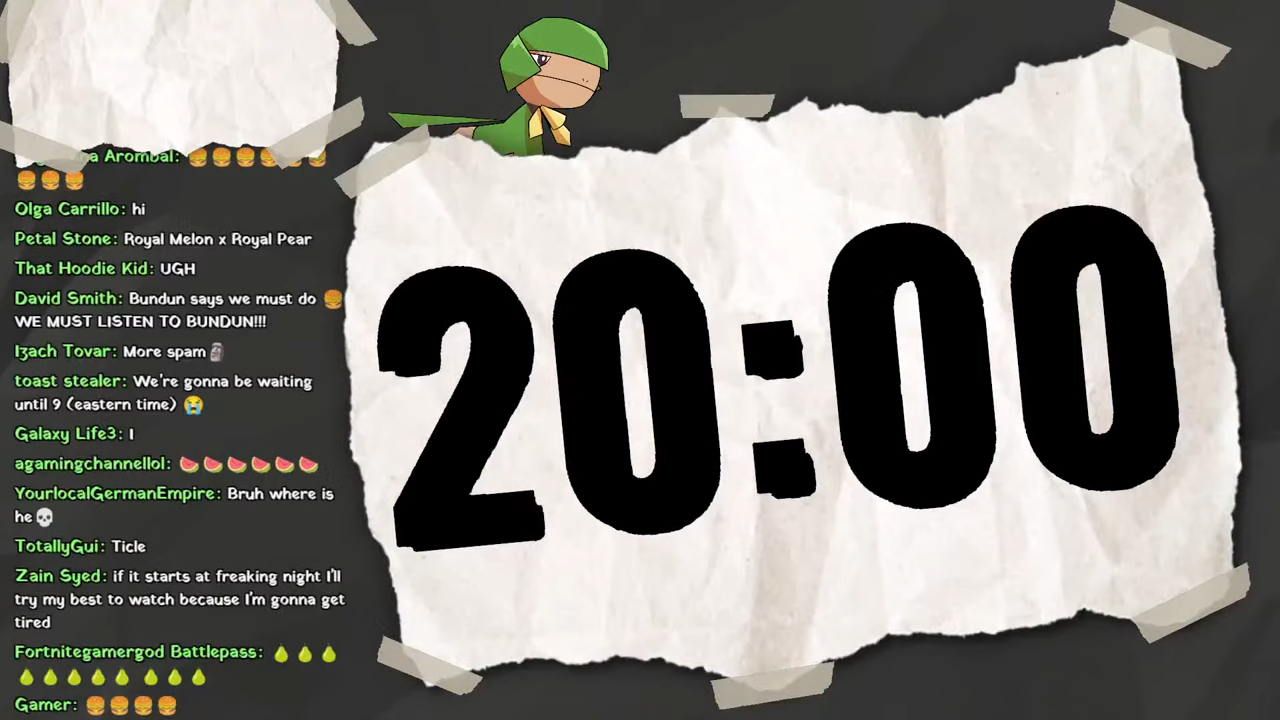 Arombal: 🍔🍔🍔🍔🍔🍔
🍔🍔🍔
Olga Carrillo: hi
Petal Stone: Royal Melon x Royal Pear
That Hoodie Kid: UGH
David Smith: Bundun says we must do 🍔
WE MUST LISTEN TO BUNDUN!!!
Izach Tovar: More spam🗿
toast stealer: We're gonna be waiting
until 9 (eastern time) 😭
Galaxy Life3: I
agamingchannellol: 🍉🍉🍉🍉🍉🍉
YourlocalGermanEmpire: Bruh where is
he💀
TotallyGui: Ticle
Zain Syed: if it starts at freaking night I'll
try my best to watch because I'm gonna get
tired
Fortnitegamergod Battlepass: 🍐🍐🍐
🍐🍐🍐🍐🍐🍐🍐🍐
Gamer: 🍔🍔🍔🍔
20:00